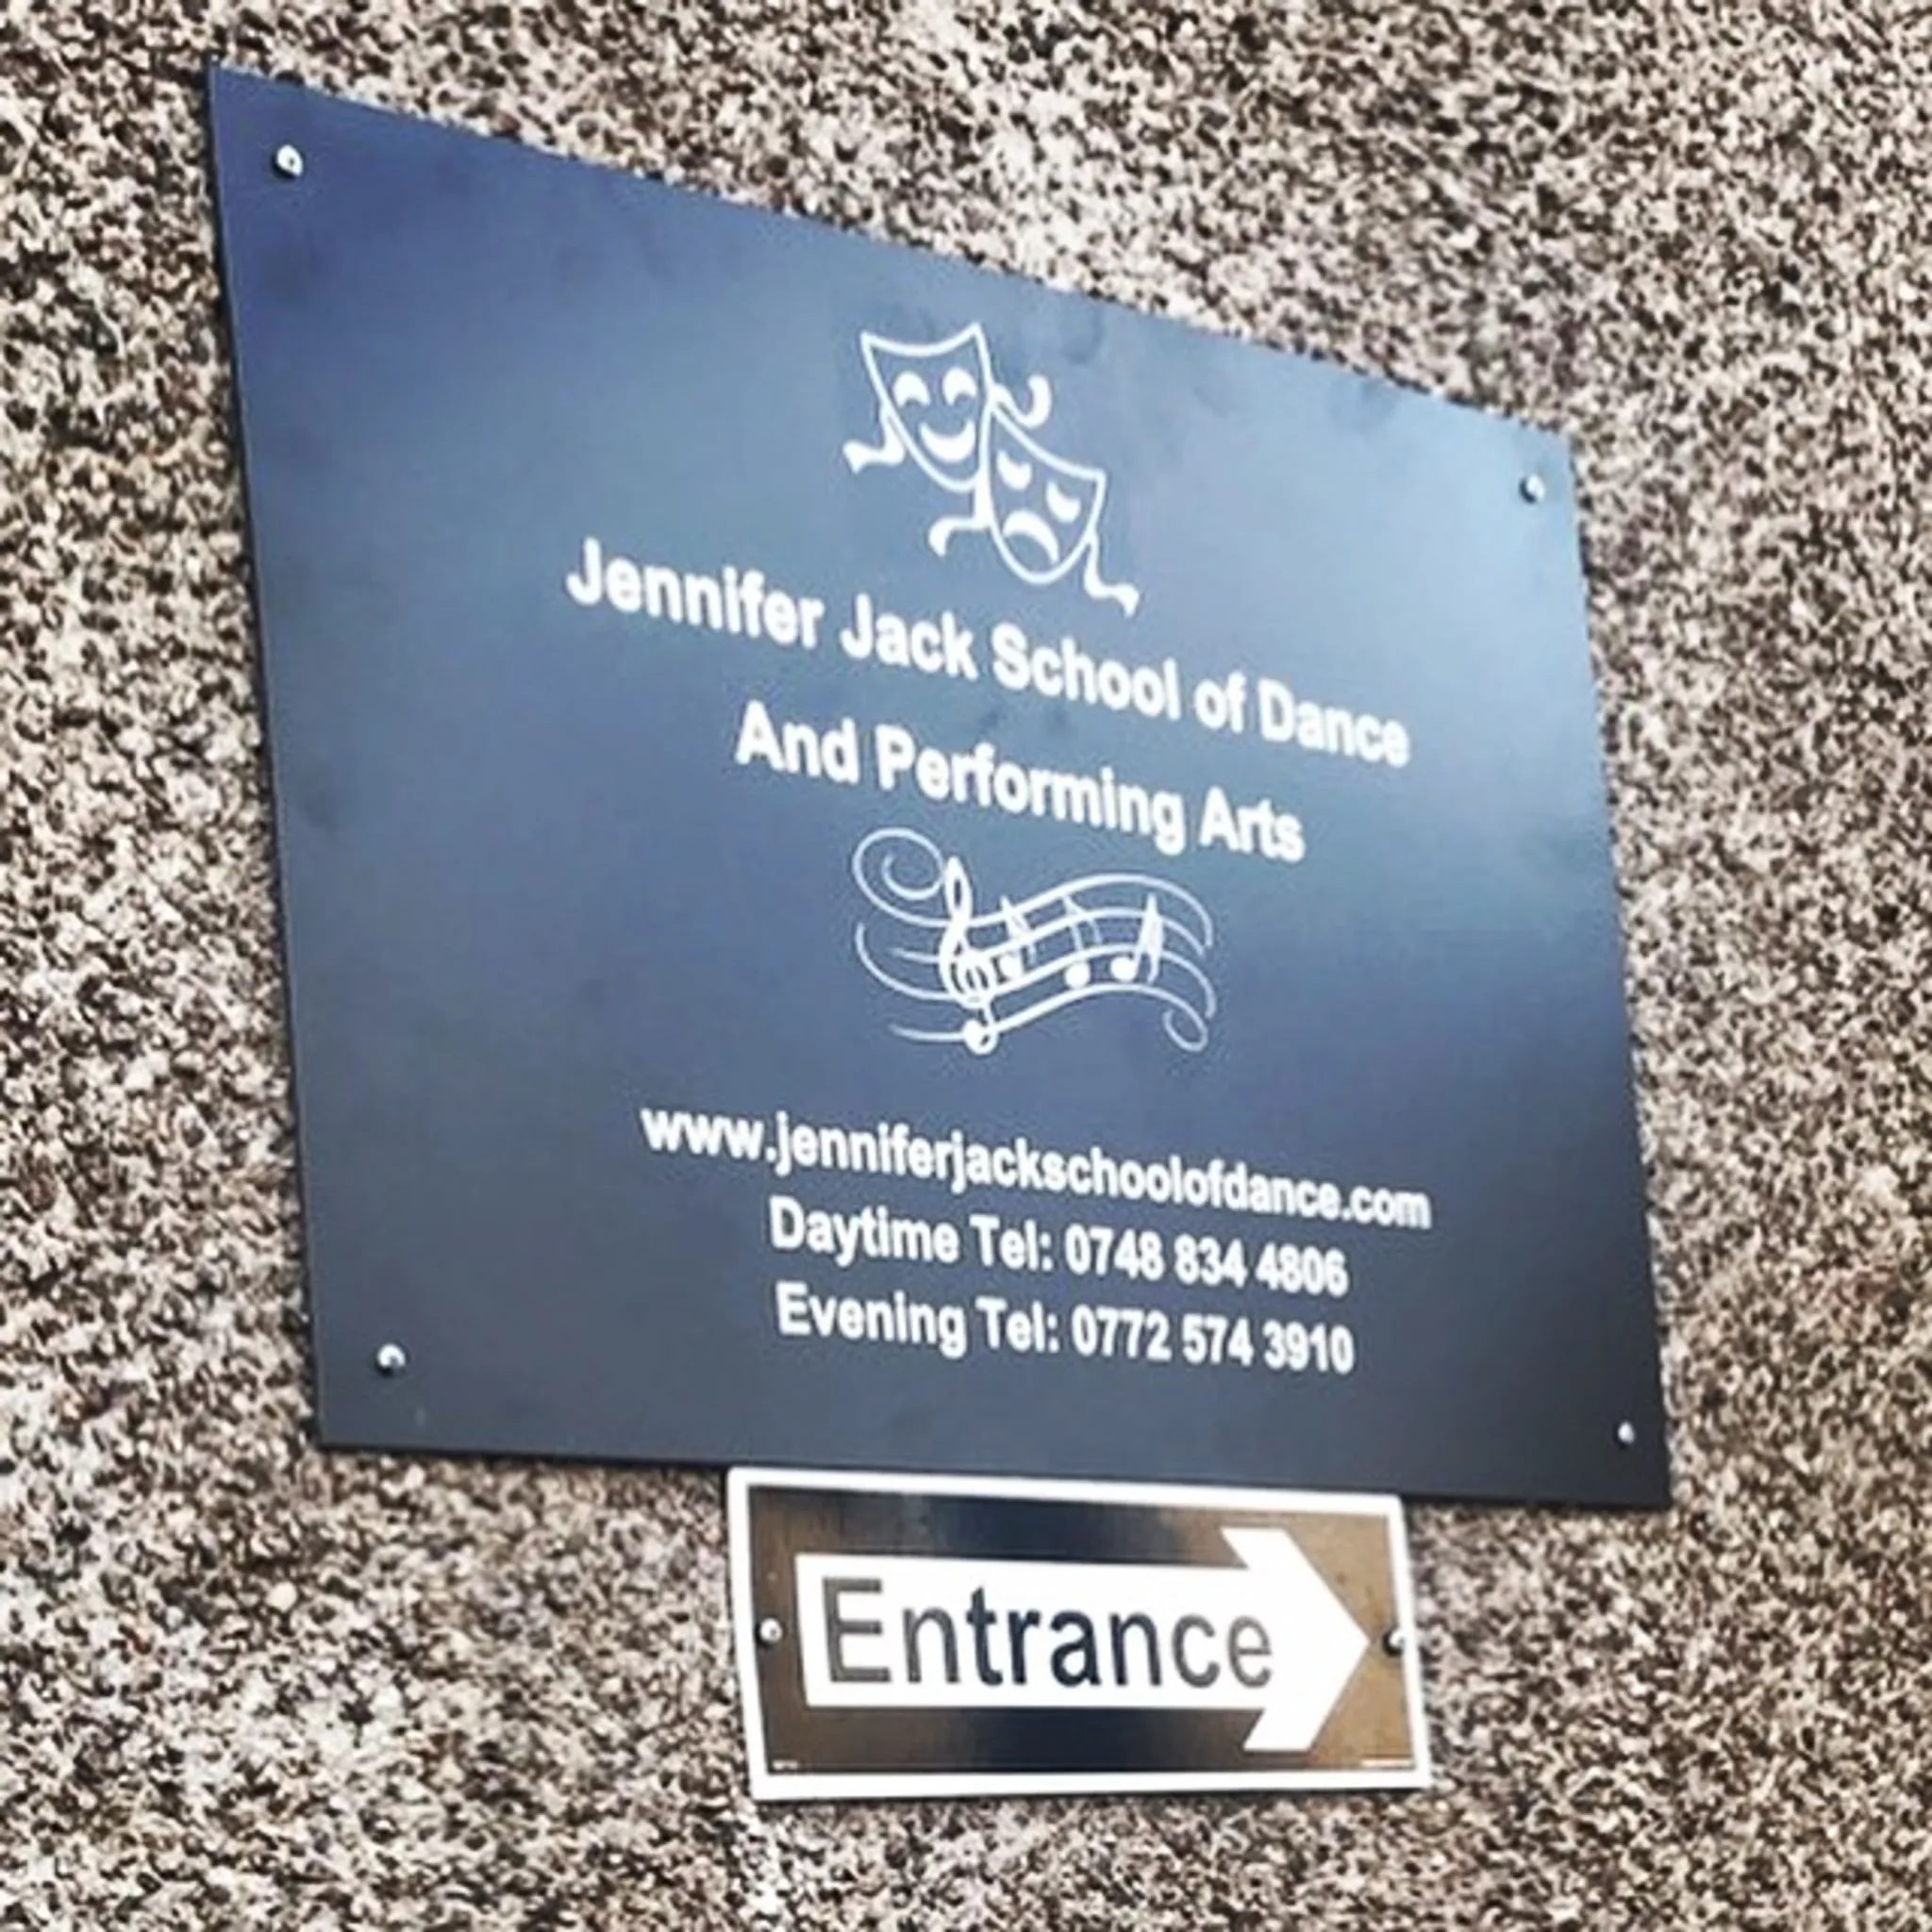 Jennifer Jack School of Dance
And Performing Arts
www.jenniferjackschoolofdance.com
Daytime Tel: 0748 834 4806
Evening Tel: 0772 574 3910
Entrance